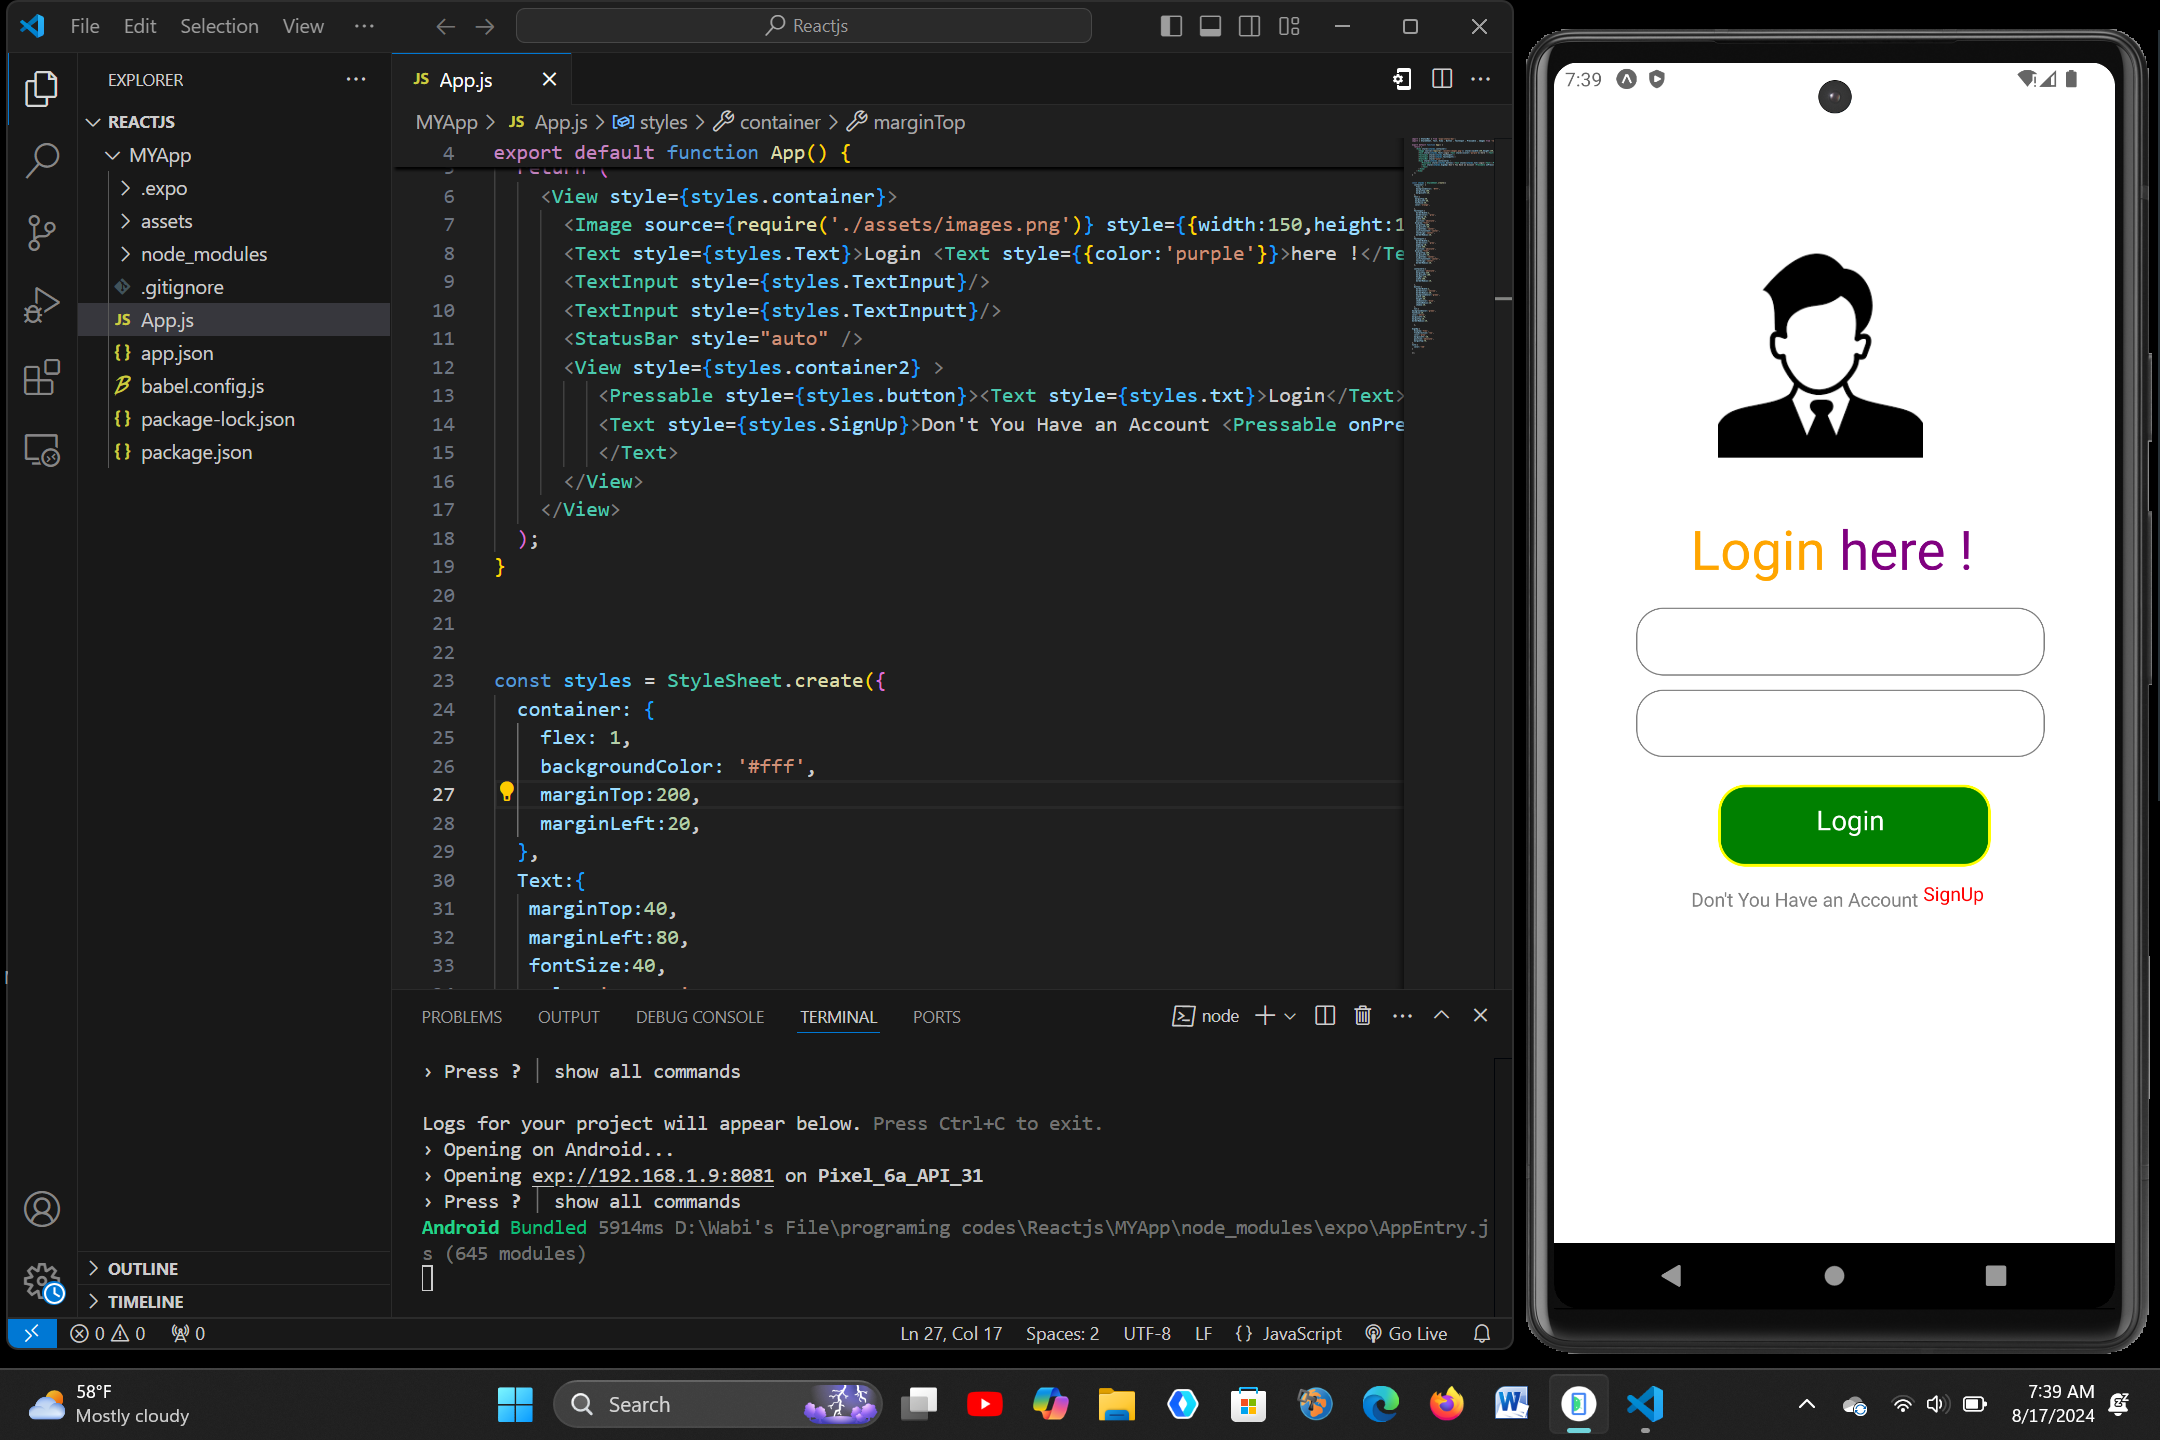 File Edit Selection View ···
Reactjs
EXPLORER
REACTJS
MYApp
.expo
assets
node_modules
.gitignore
JS App.js
{} app.json
babel.config.js
{} package-lock.json
{} package.json
OUTLINE
TIMELINE
JS App.js
MYApp > JS App.js > styles > container > marginTop
4 export default function App() {
return (
6 <View style={styles.container}>
7 <Image source={require('./assets/images.png')} style={{width:150,height:1
8 <Text style={styles.Text}>Login <Text style={{color:'purple'}}>here !</Te
9 <TextInput style={styles.TextInput}/>
10 <TextInput style={styles.TextInputt}/>
11 <StatusBar style="auto" />
12 <View style={styles.container2} >
13 <Pressable style={styles.button}><Text style={styles.txt}>Login</Text>
14 <Text style={styles.SignUp}>Don't You Have an Account <Pressable onPre
15 </Text>
16 </View>
17 </View>
18 );
19 }
20
21
22
23 const styles = StyleSheet.create({
24 container: {
25 flex: 1,
26 backgroundColor: '#fff',
27 marginTop:200,
28 marginLeft:20,
29 },
30 Text:{
31 marginTop:40,
32 marginLeft:80,
33 fontSize:40,
PROBLEMS OUTPUT DEBUG CONSOLE TERMINAL PORTS
node
› Press ? │ show all commands
Logs for your project will appear below. Press Ctrl+C to exit.
› Opening on Android...
› Opening exp://192.168.1.9:8081 on Pixel_6a_API_31
› Press ? │ show all commands
Android Bundled 5914ms D:\Wabi's File\programing codes\Reactjs\MYApp\node_modules\expo\AppEntry.j
s (645 modules)
0 0 0
Ln 27, Col 17 Spaces: 2 UTF-8 LF {} JavaScript Go Live
7:39
Login here !
Login
Don't You Have an Account SignUp
58°F
Mostly cloudy
Search
7:39 AM
8/17/2024